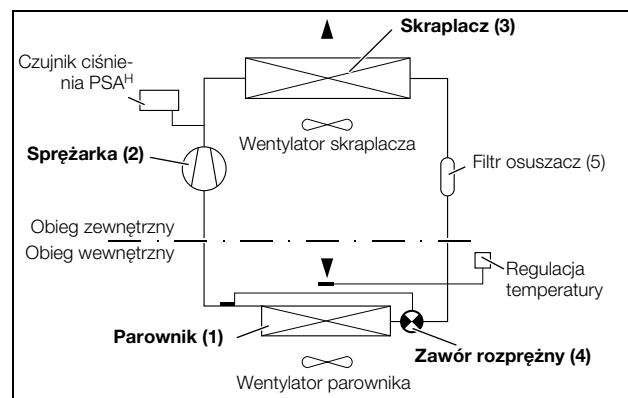 Skraplacz (3)
Czujnik ciśnie-
nia PSAᴴ
Wentylator skraplacza
Sprężarka (2)
Filtr osuszacz (5)
Obieg zewnętrzny
Obieg wewnętrzny
Regulacja
temperatury
Parownik (1)
Zawór rozprężny (4)
Wentylator parownika